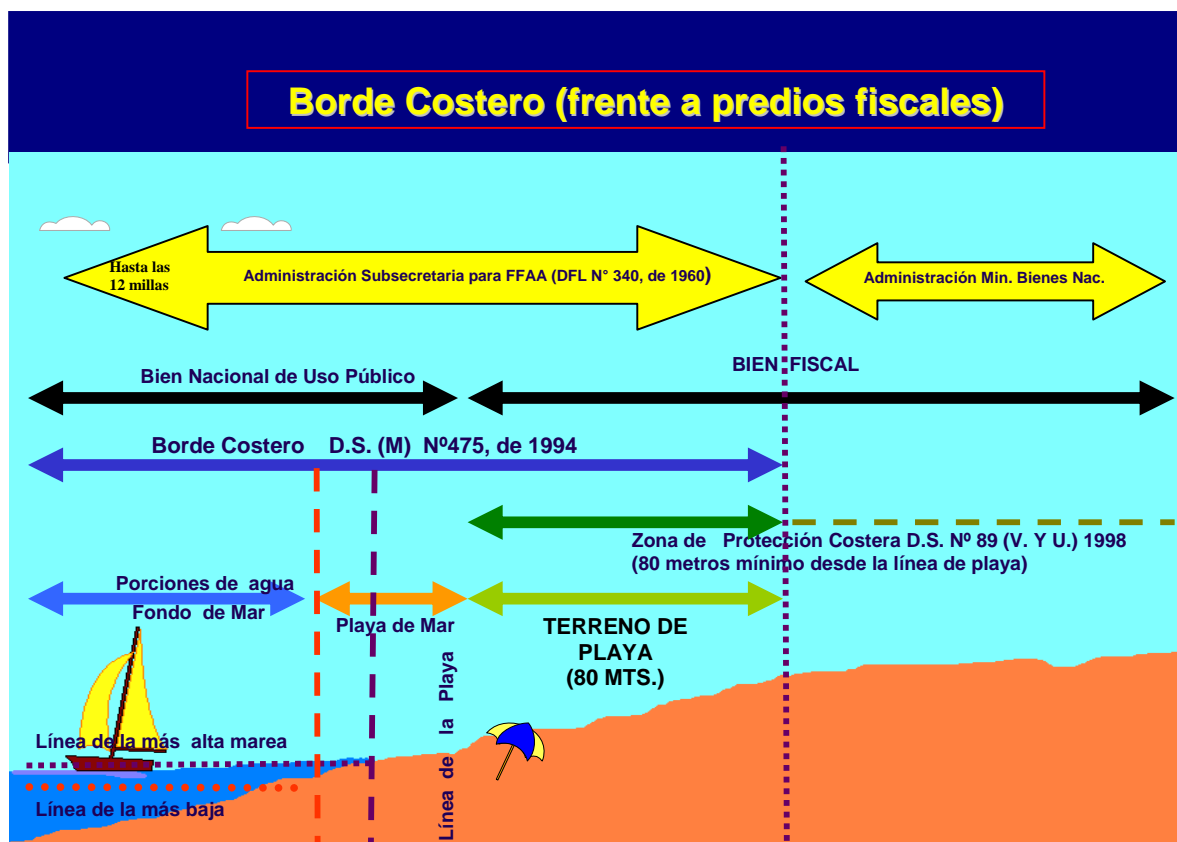 Borde Costero (frente a predios fiscales)
Hasta las
12 millas
Administración Subsecretaria para FFAA (DFL N° 340, de 1960)
Administración Min. Bienes Nac.
Bien Nacional de Uso Público
BIEN FISCAL
Borde Costero D.S. (M) Nº475, de 1994
Zona de Protección Costera D.S. Nº 89 (V. Y U.) 1998
(80 metros mínimo desde la línea de playa)
Porciones de agua
Fondo de Mar
Playa de Mar
TERRENO DE
PLAYA
(80 MTS.)
Línea de la Playa
Línea de la más alta marea
Línea de la más baja